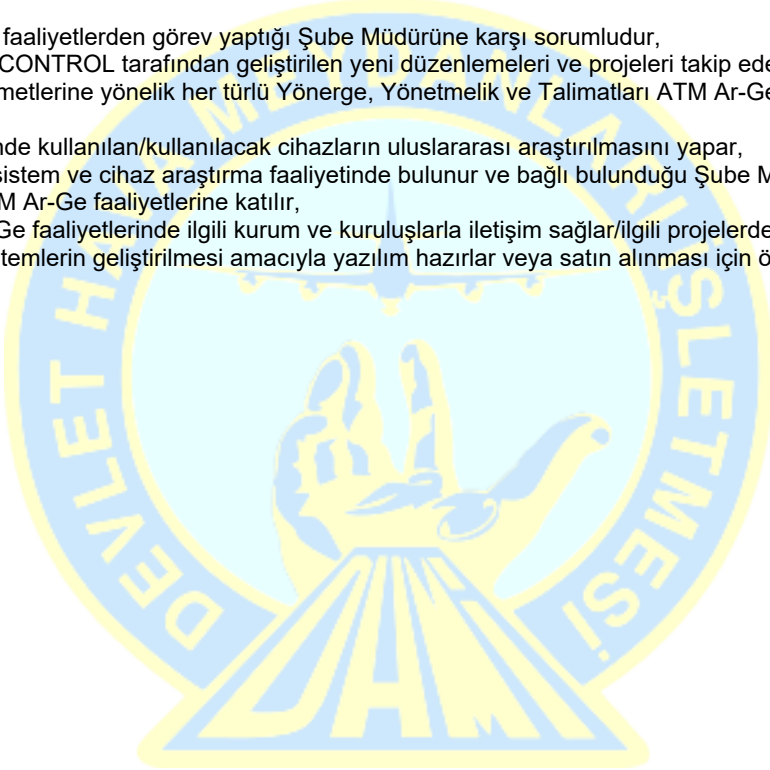 faaliyetlerden görev yaptığı Şube Müdürüne karşı sorumludur,
CONTROL tarafından geliştirilen yeni düzenlemeleri ve projeleri takip ede
metlerine yönelik her türlü Yönerge, Yönetmelik ve Talimatları ATM Ar-Ge
nde kullanılan/kullanılacak cihazların uluslararası araştırılmasını yapar,
sistem ve cihaz araştırma faaliyetinde bulunur ve bağlı bulunduğu Şube M
M Ar-Ge faaliyetlerine katılır,
Ge faaliyetlerinde ilgili kurum ve kuruluşlarla iletişim sağlar/ilgili projelerde
temlerin geliştirilmesi amacıyla yazılım hazırlar veya satın alınması için ö
DEVLET HAVA MEYDANLARI İŞLETMESİ
DHMİ